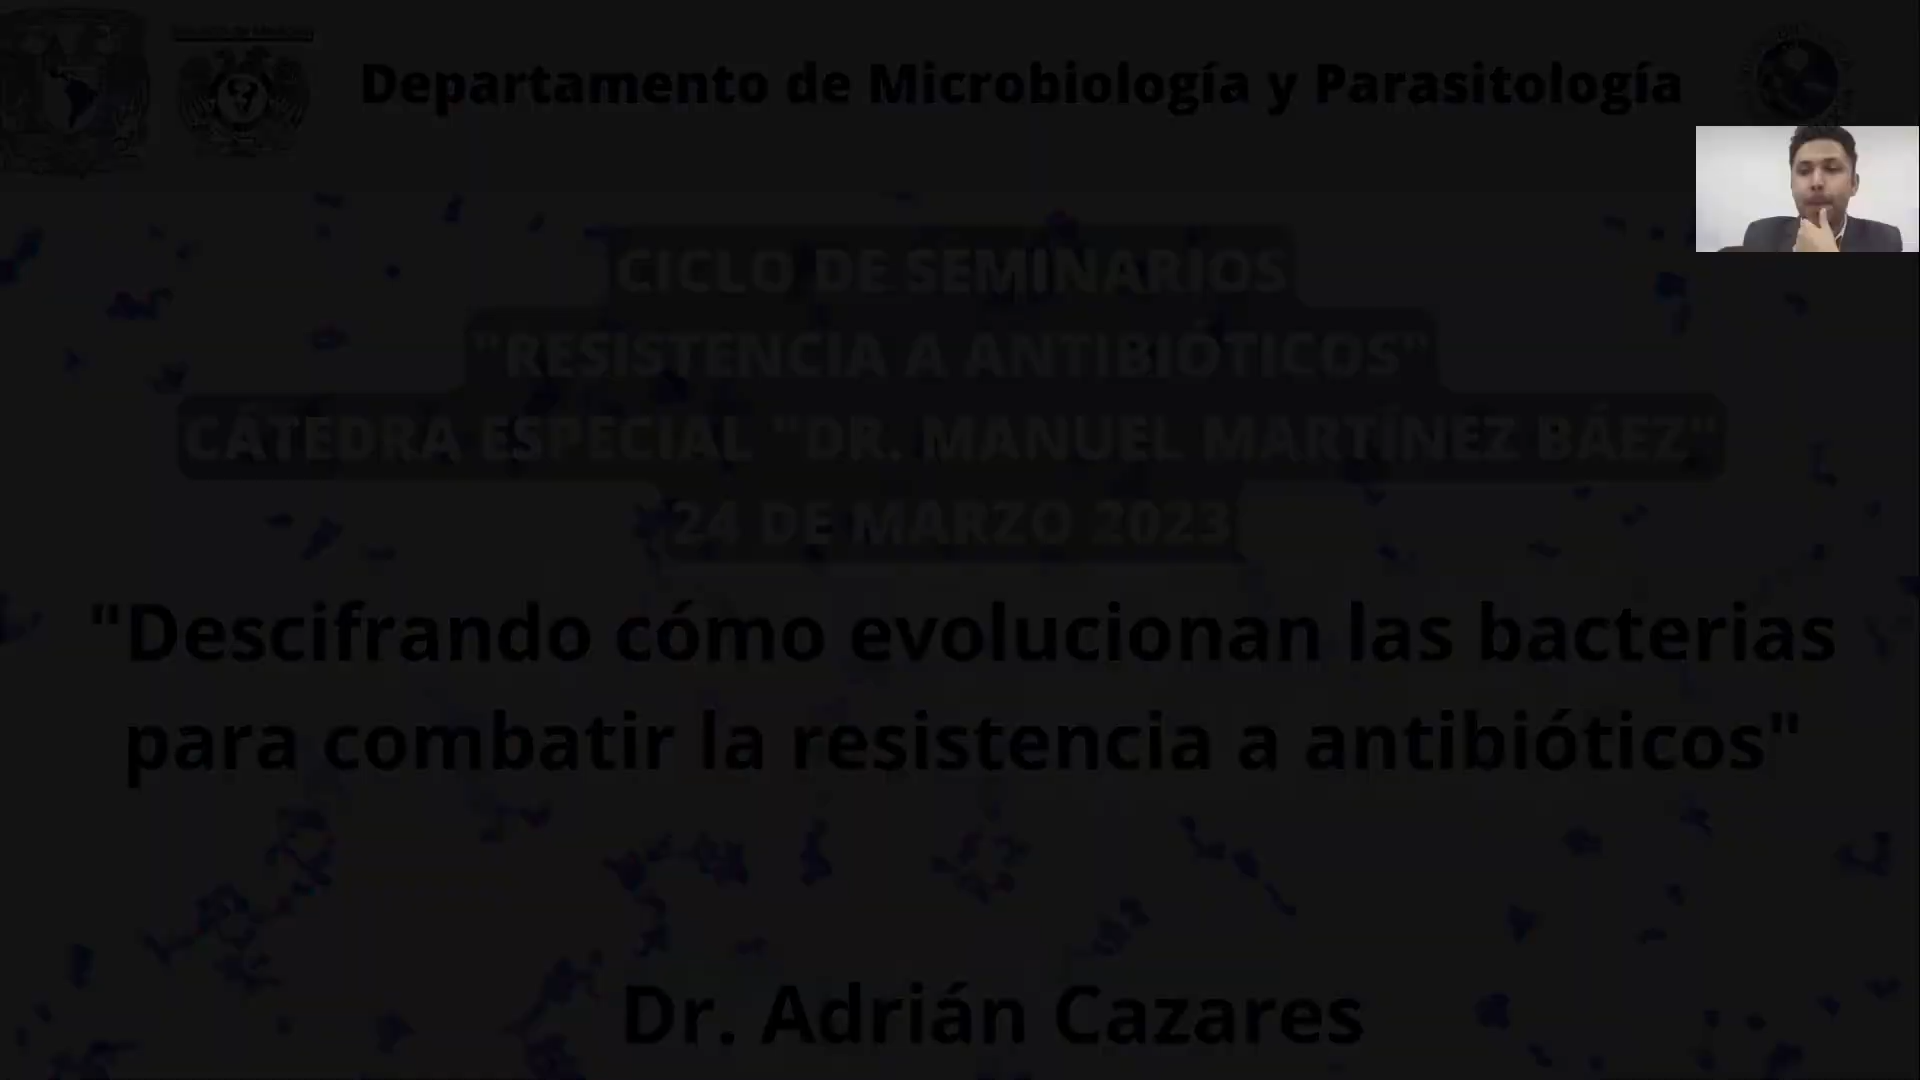 Departamento de Microbiología y Parasitología
CICLO DE SEMINARIOS
"RESISTENCIA A ANTIBIÓTICOS"
CÁTEDRA ESPECIAL "DR. MANUEL MARTÍNEZ BÁEZ"
24 DE MARZO 2023
"Descifrando cómo evolucionan las bacterias
para combatir la resistencia a antibióticos"
Dr. Adrián Cazares